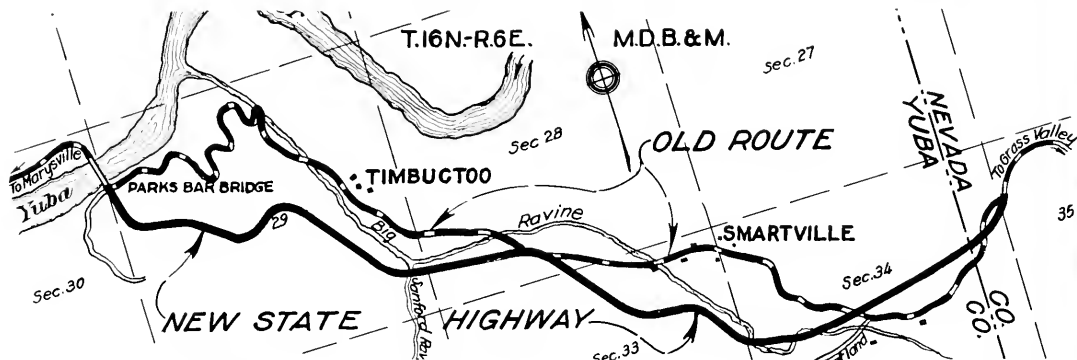 T.16N.-R.6E.
M.D.B.&M.
Sec.27
NEVADA
YUBA
Sec 28
OLD ROUTE
To Grass Valley
To Marysville
Yuba
PARKS BAR BRIDGE
TIMBUCTOO
Big
Ravine
29
SMARTVILLE
35
Sec.30
Sec.34
NEW STATE HIGHWAY
Sanford Rav
CO.
CO.
Sec.33